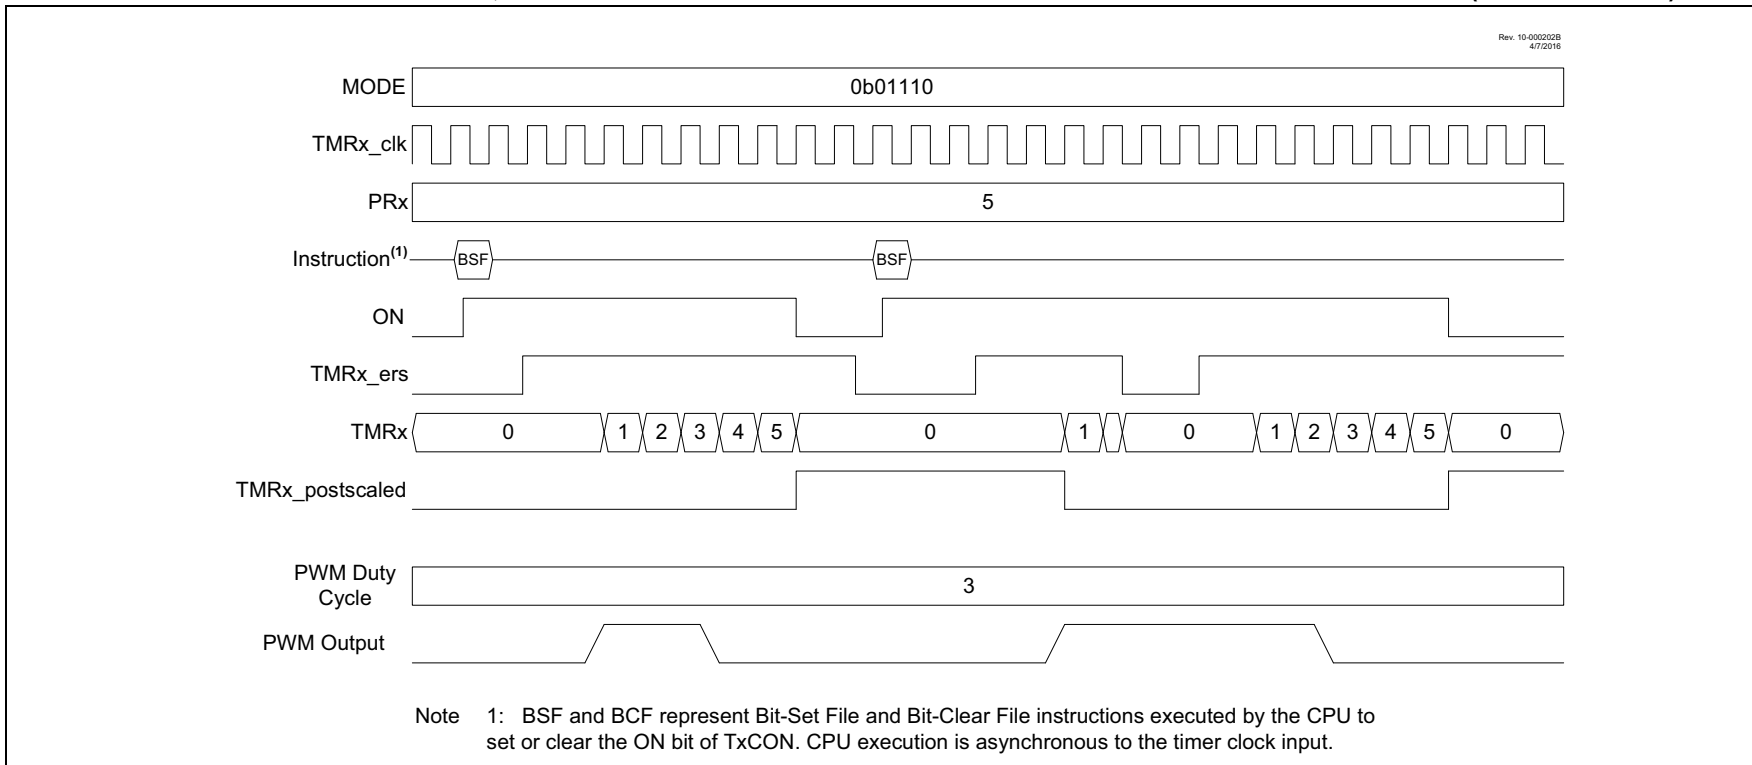 Rev. 10-000202B
4/7/2016
MODE 0b01110
TMRx_clk
PRx 5
Instruction(1) BSF BSF
ON
TMRx_ers
TMRx 0 1 2 3 4 5 0 1 0 1 2 3 4 5 0
TMRx_postscaled
PWM Duty
Cycle 3
PWM Output
Note 1: BSF and BCF represent Bit-Set File and Bit-Clear File instructions executed by the CPU to
set or clear the ON bit of TxCON. CPU execution is asynchronous to the timer clock input.